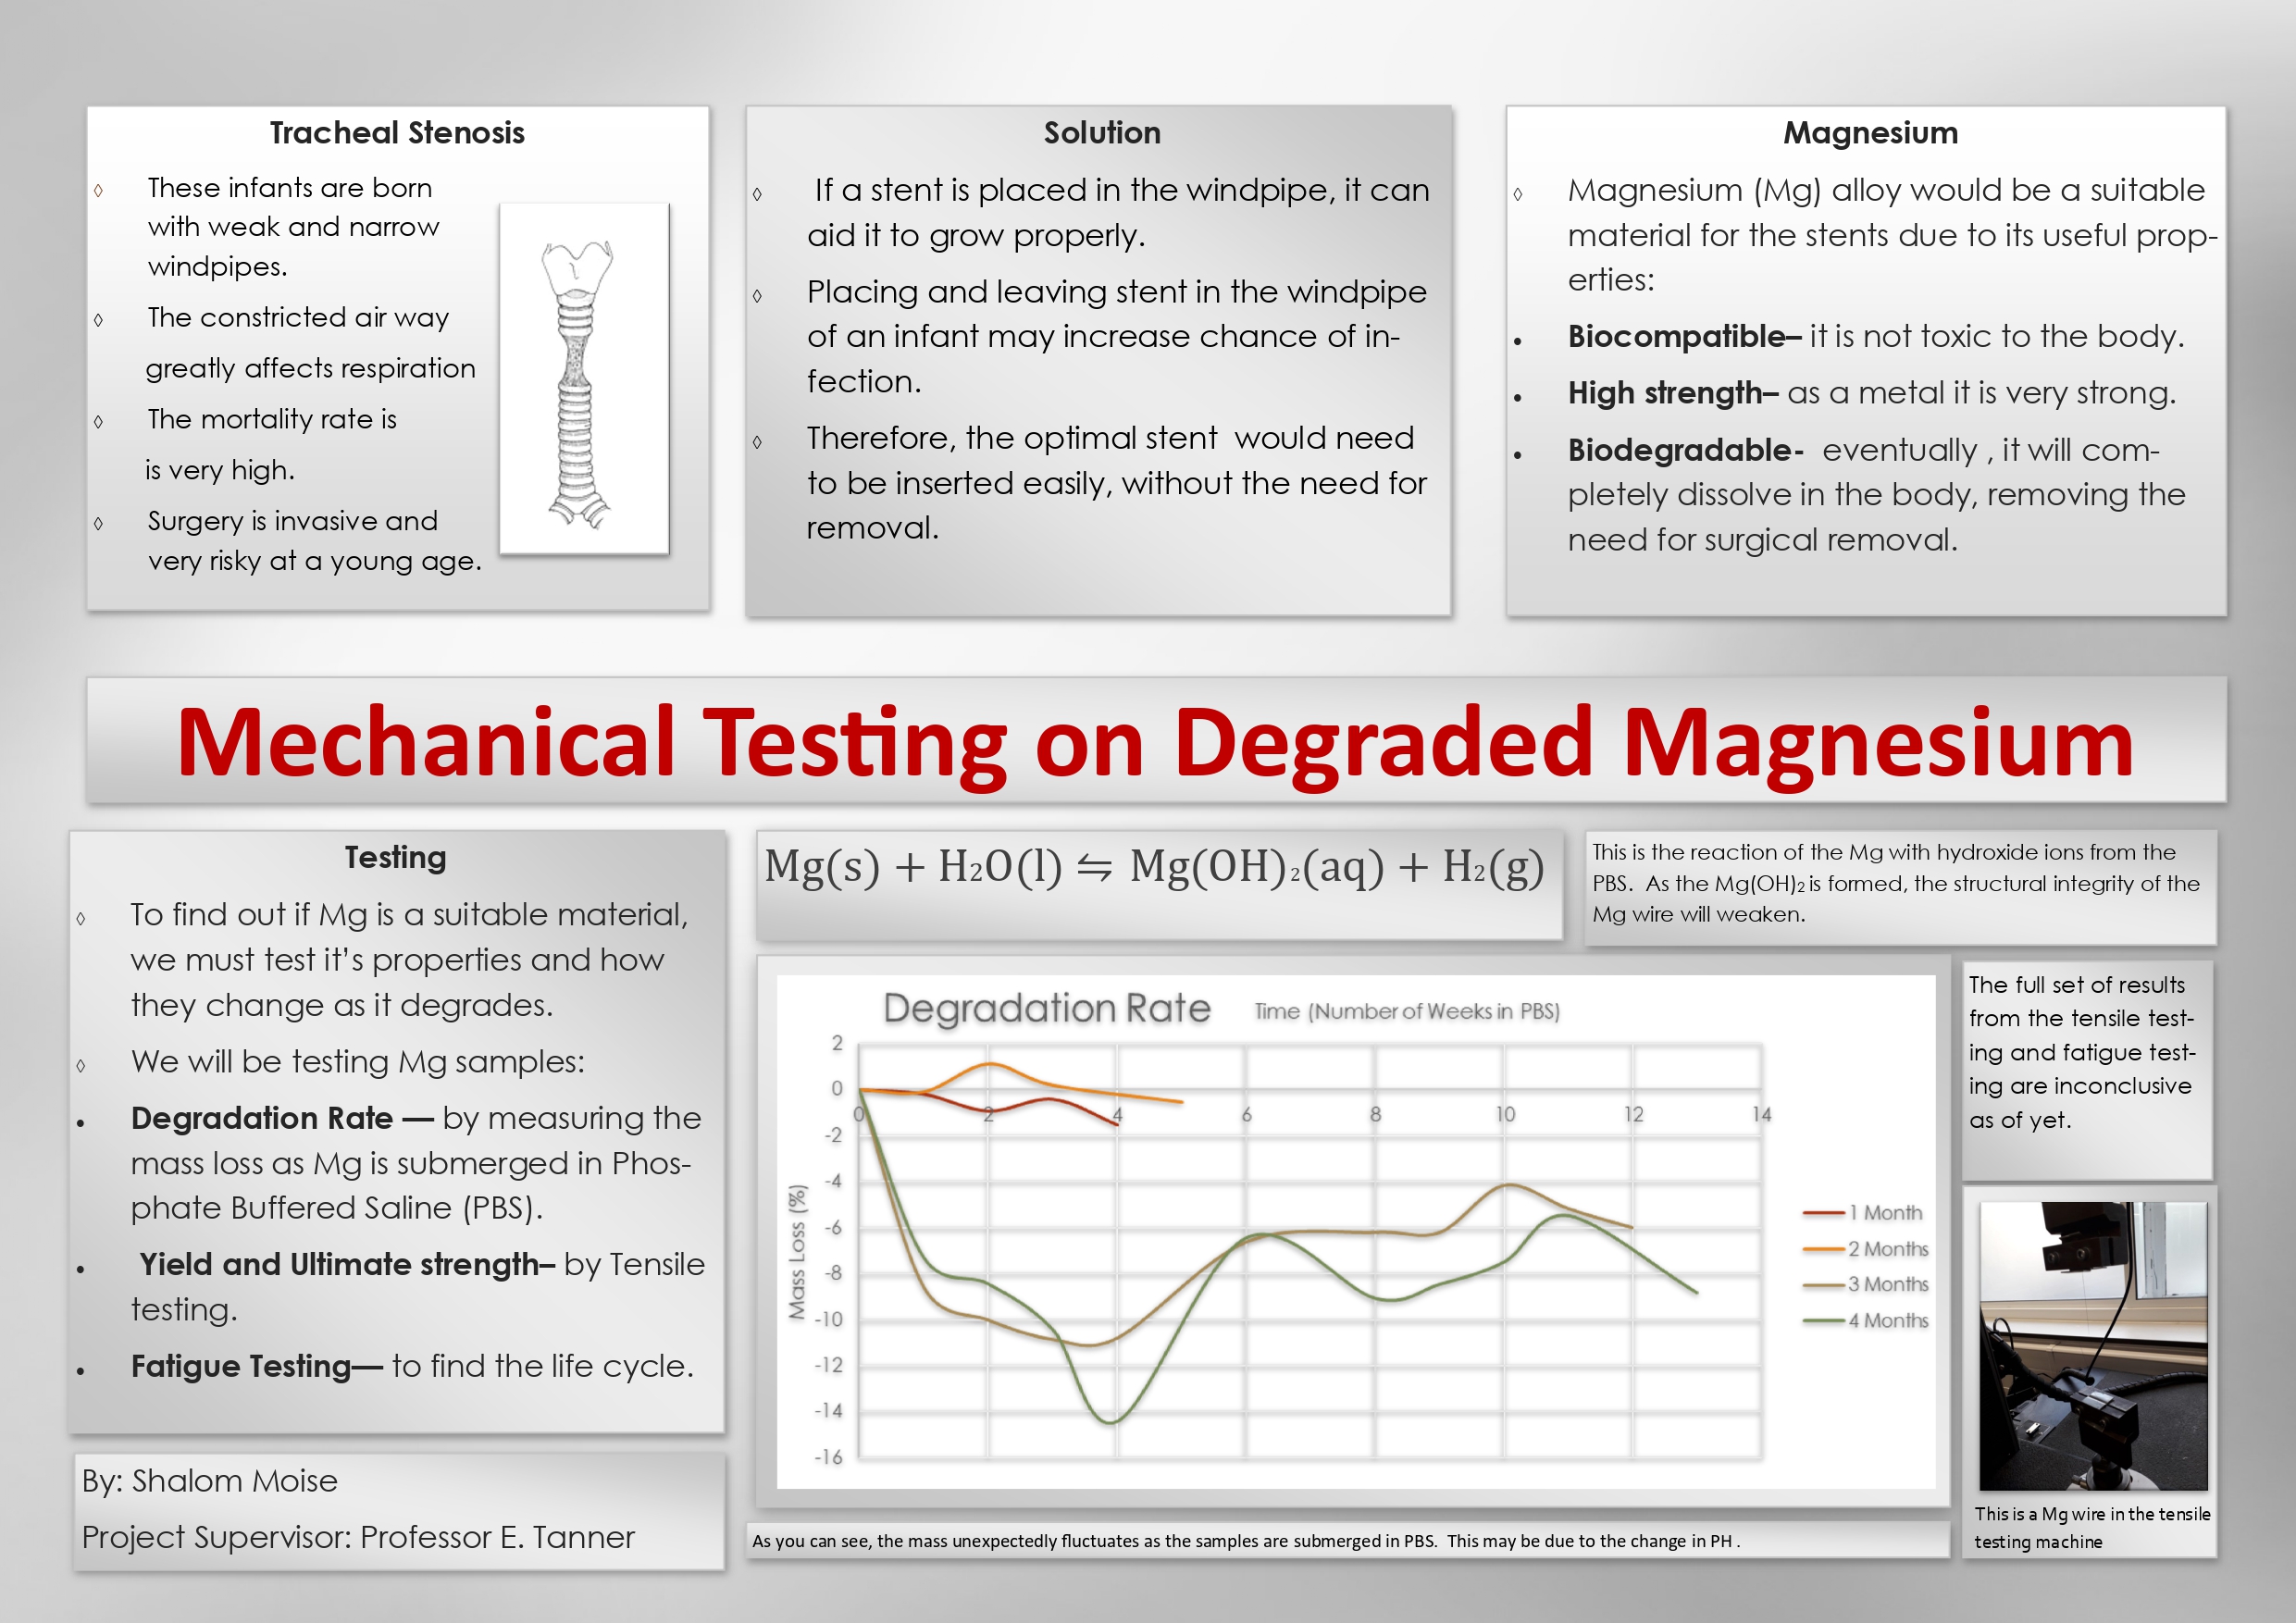 Tracheal Stenosis
◊ These infants are born
with weak and narrow
windpipes.
◊ The constricted air way
greatly affects respiration
◊ The mortality rate is
is very high.
◊ Surgery is invasive and
very risky at a young age.
Solution
◊ If a stent is placed in the windpipe, it can
aid it to grow properly.
◊ Placing and leaving stent in the windpipe
of an infant may increase chance of in-
fection.
◊ Therefore, the optimal stent would need
to be inserted easily, without the need for
removal.
Magnesium
◊ Magnesium (Mg) alloy would be a suitable
material for the stents due to its useful prop-
erties:
• Biocompatible– it is not toxic to the body.
• High strength– as a metal it is very strong.
• Biodegradable- eventually , it will com-
pletely dissolve in the body, removing the
need for surgical removal.
Mechanical Testing on Degraded Magnesium
Testing
◊ To find out if Mg is a suitable material,
we must test it’s properties and how
they change as it degrades.
◊ We will be testing Mg samples:
• Degradation Rate — by measuring the
mass loss as Mg is submerged in Phos-
phate Buffered Saline (PBS).
• Yield and Ultimate strength– by Tensile
testing.
• Fatigue Testing— to find the life cycle.
By: Shalom Moise
Project Supervisor: Professor E. Tanner
Mg(s) + H₂O(l) ⇋ Mg(OH)₂(aq) + H₂(g)
This is the reaction of the Mg with hydroxide ions from the
PBS. As the Mg(OH)₂ is formed, the structural integrity of the
Mg wire will weaken.
Degradation Rate
Time (Number of Weeks in PBS)
2
0
-2
-4
-6
-8
-10
-12
-14
-16
0 2 4 6 8 10 12 14
Mass Loss (%)
1 Month
2 Months
3 Months
4 Months
As you can see, the mass unexpectedly fluctuates as the samples are submerged in PBS. This may be due to the change in PH .
The full set of results
from the tensile test-
ing and fatigue test-
ing are inconclusive
as of yet.
This is a Mg wire in the tensile
testing machine